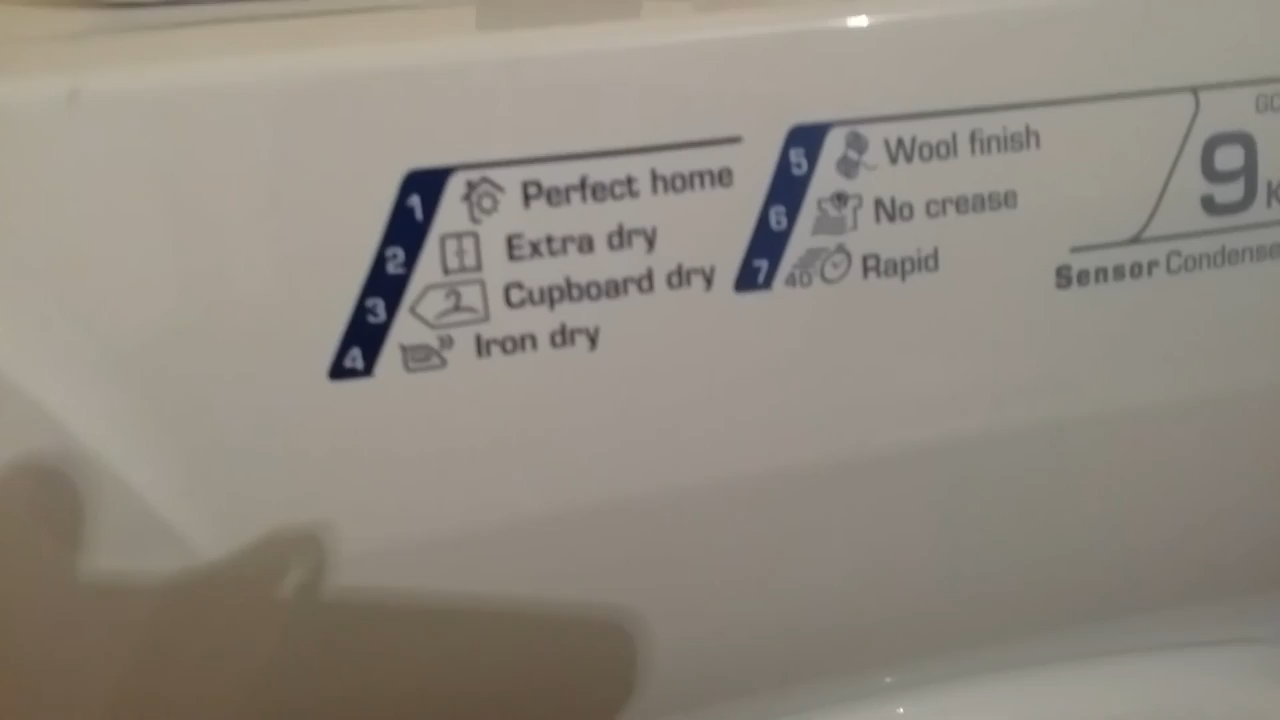 1 Perfect home
2 Extra dry
3 Cupboard dry
4 Iron dry
5 Wool finish
6 No crease
7 40 Rapid
9
Sensor